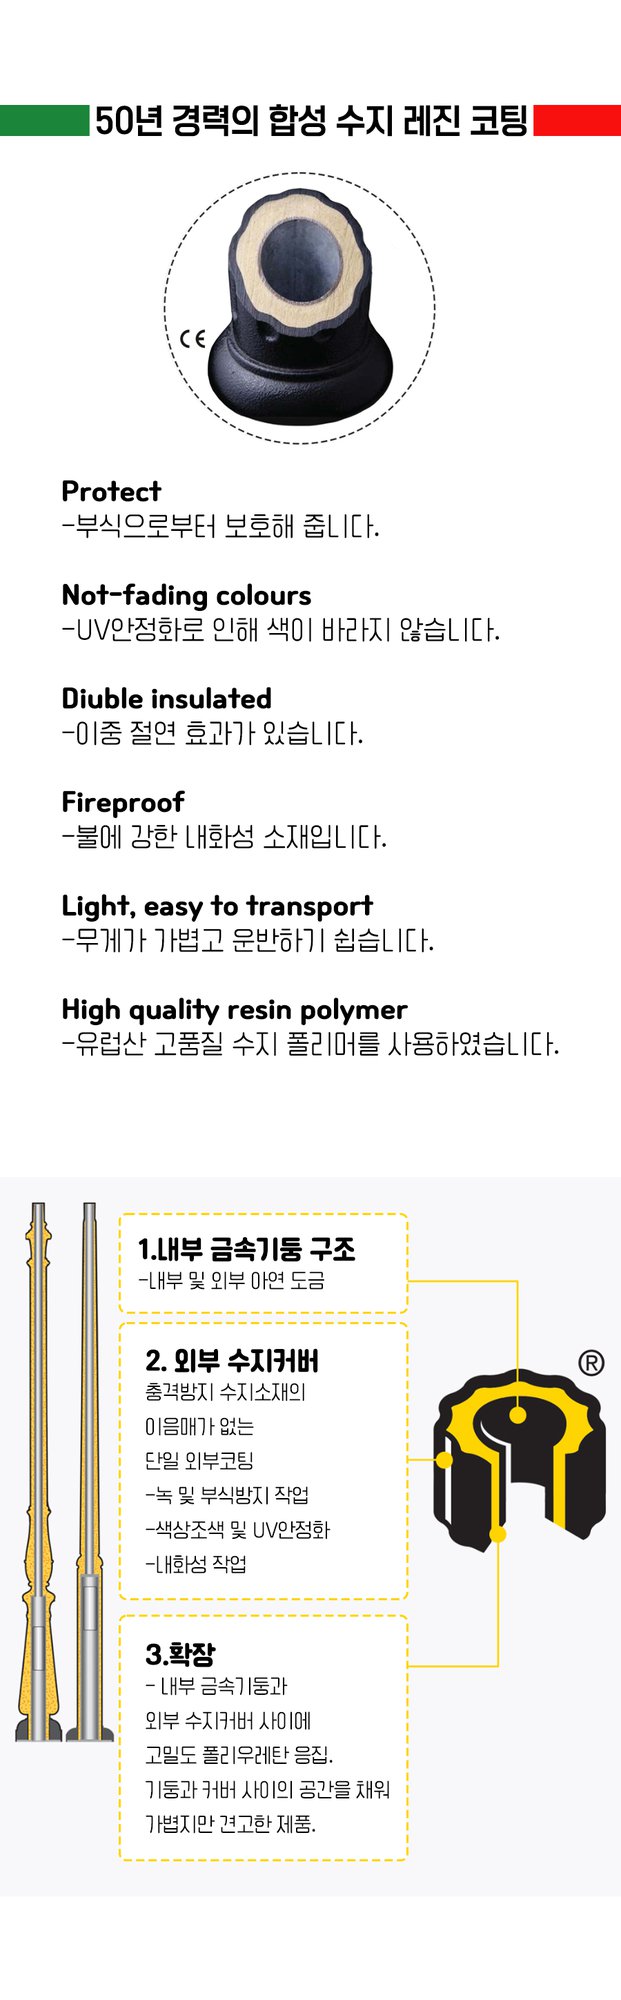 50년 경력의 합성 수지 레진 코팅
CE
Protect
-부식으로부터 보호해 줍니다.
Not-fading colours
-UV안정화로 인해 색이 바라지 않습니다.
Diuble insulated
-이중 절연 효과가 있습니다.
Fireproof
-불에 강한 내화성 소재입니다.
Light, easy to transport
-무게가 가볍고 운반하기 쉽습니다.
High quality resin polymer
-유럽산 고품질 수지 폴리머를 사용하였습니다.
1.내부 금속기둥 구조
-내부 및 외부 아연 도금
2. 외부 수지커버
충격방지 수지소재의
이음매가 없는
단일 외부코팅
-녹 및 부식방지 작업
-색상조색 및 UV안정화
-내화성 작업
®
3.확장
- 내부 금속기둥과
외부 수지커버 사이에
고밀도 폴리우레탄 응집.
기둥과 커버 사이의 공간을 채워
가볍지만 견고한 제품.